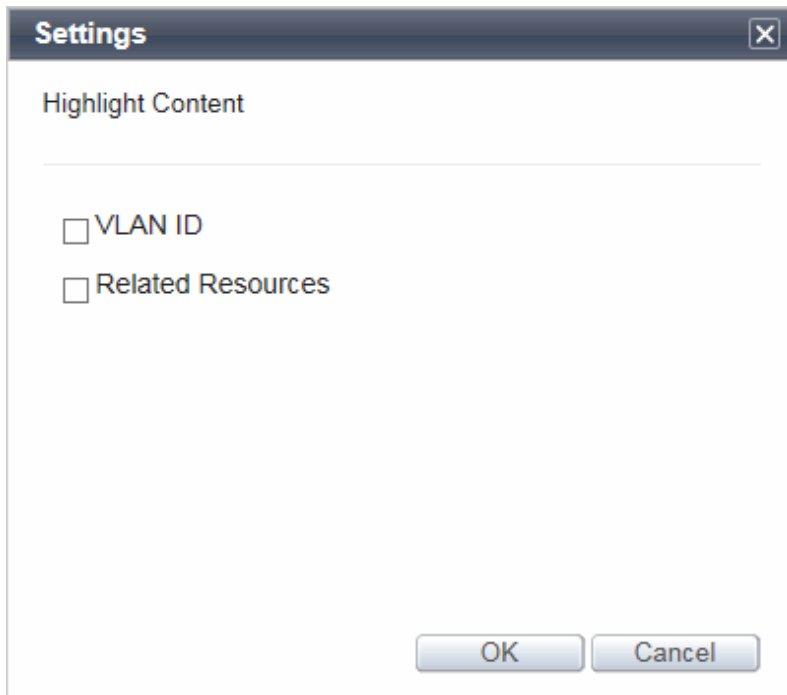 Settings
Highlight Content
VLAN ID
Related Resources
OK Cancel